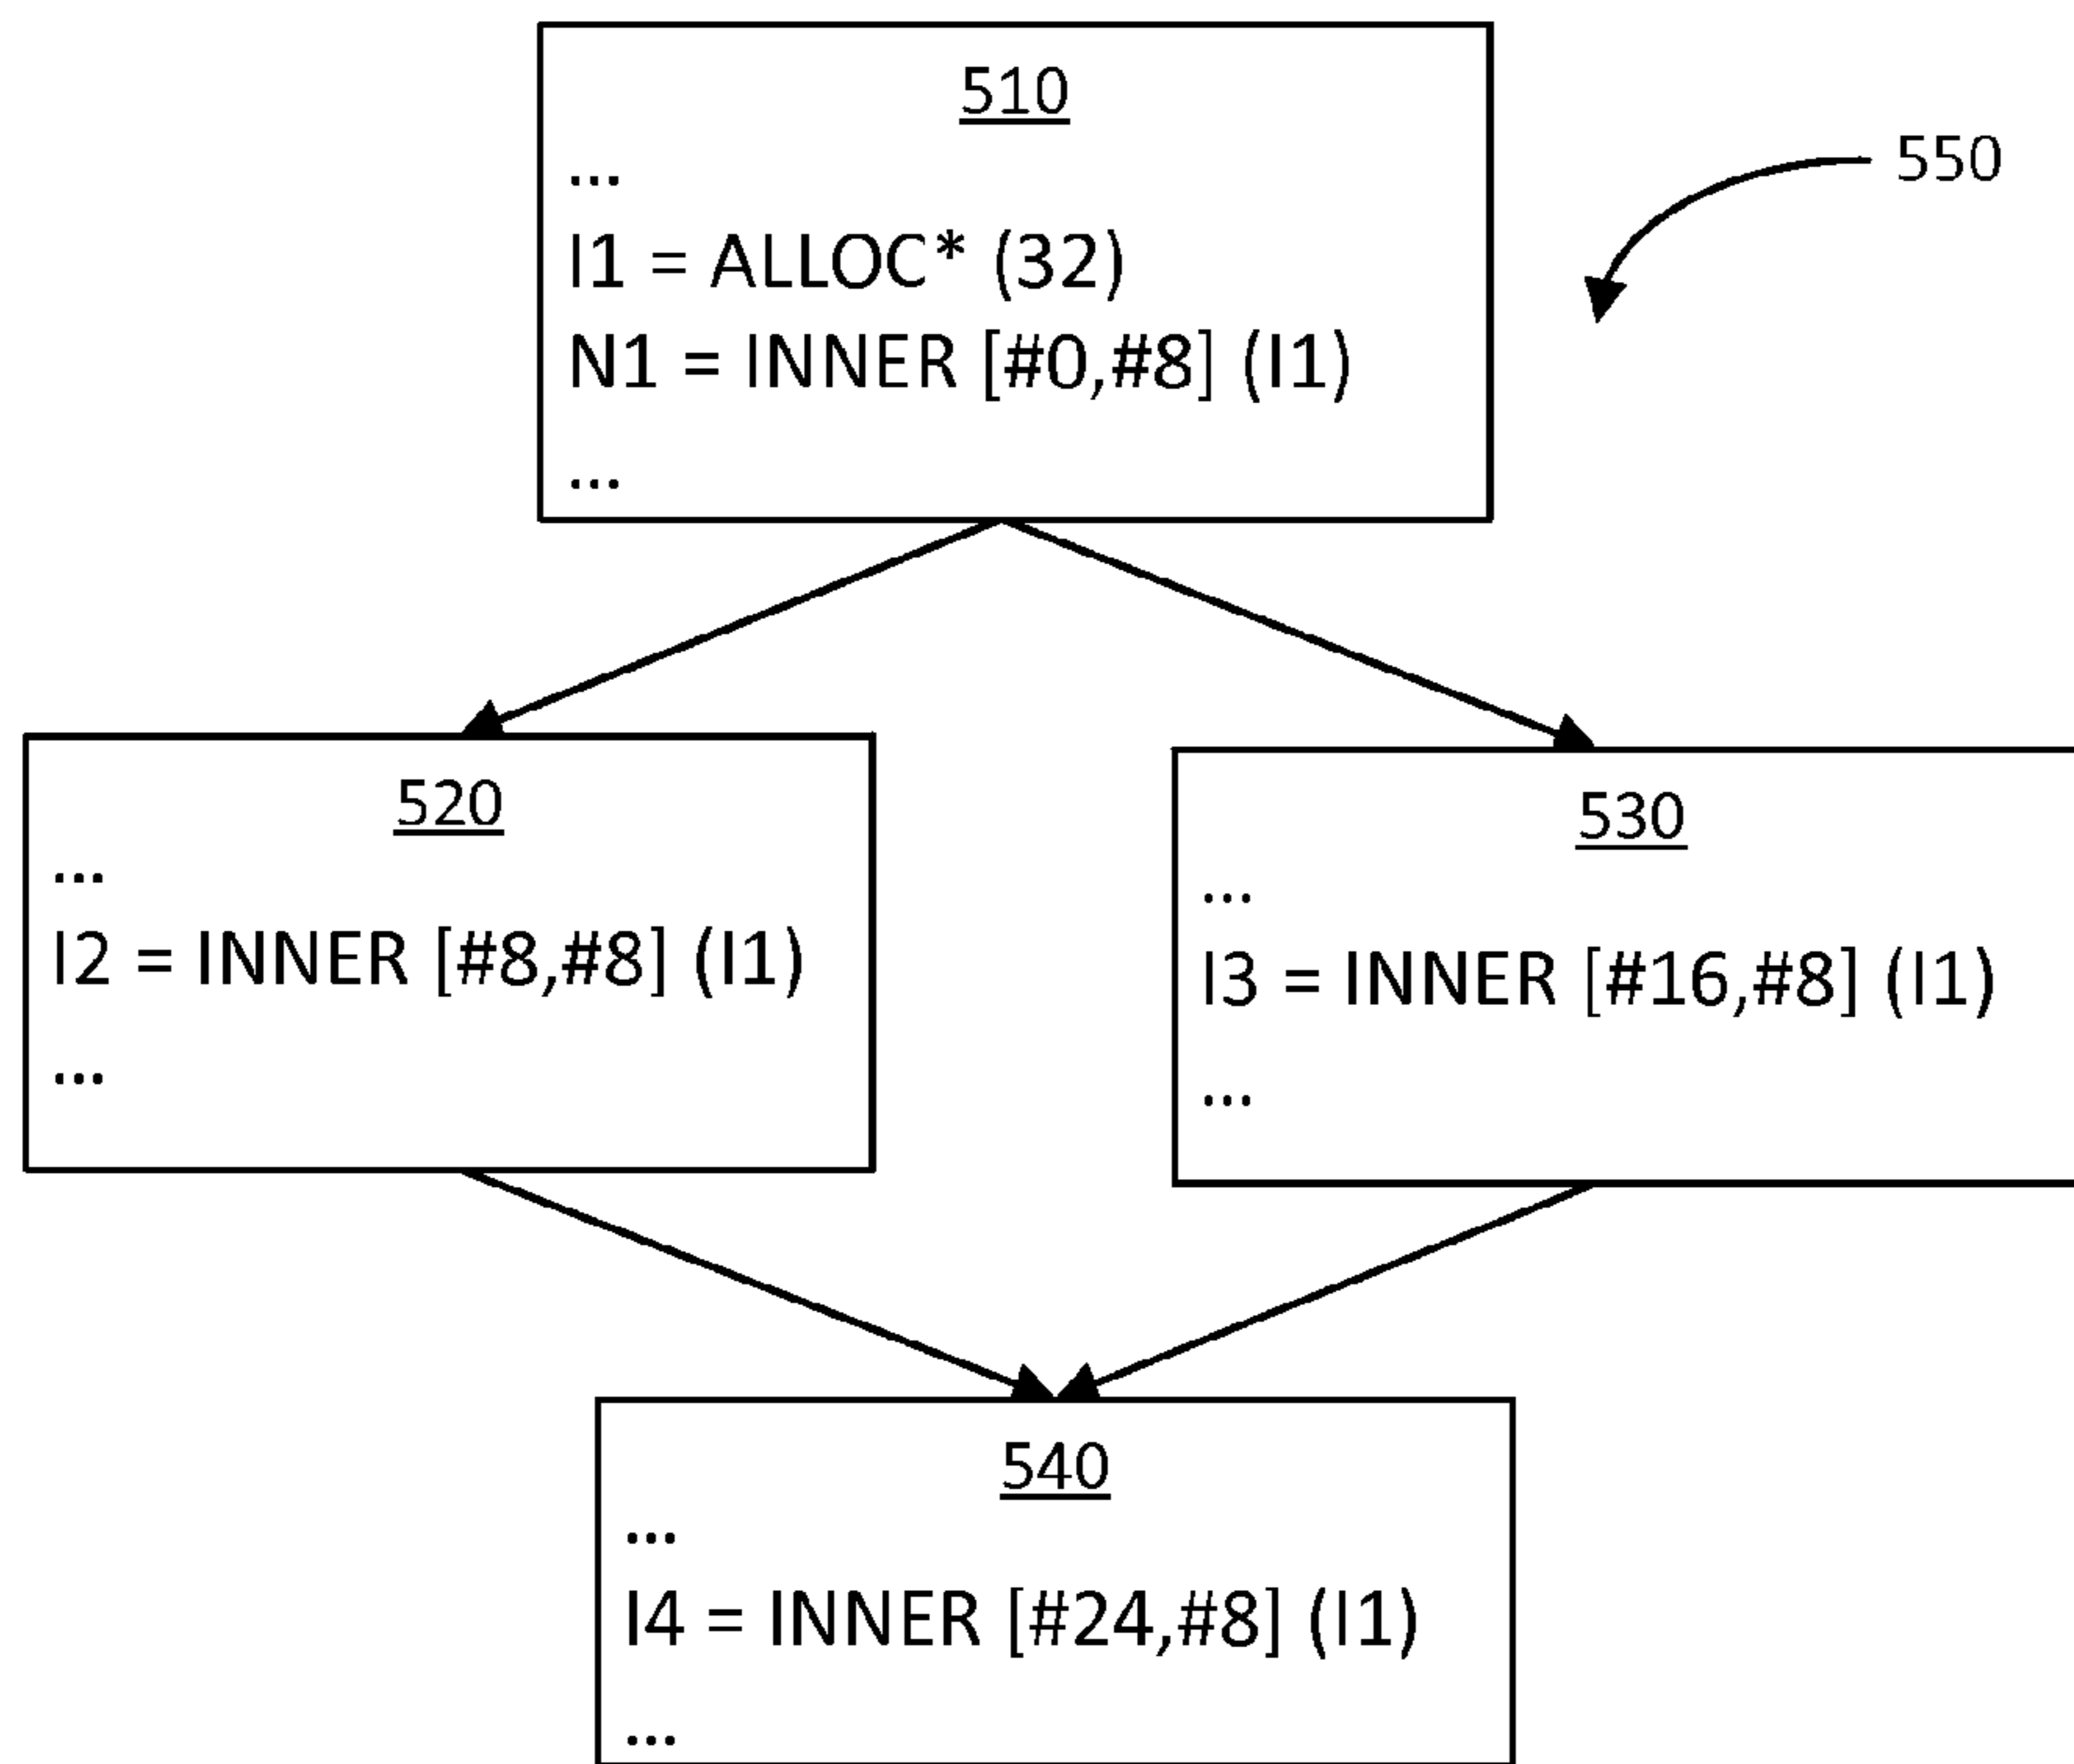 510
550
...
I1 = ALLOC* (32)
N1 = INNER [#0,#8] (I1)
...
520
...
I2 = INNER [#8,#8] (I1)
...
530
...
I3 = INNER [#16,#8] (I1)
...
540
...
I4 = INNER [#24,#8] (I1)
...